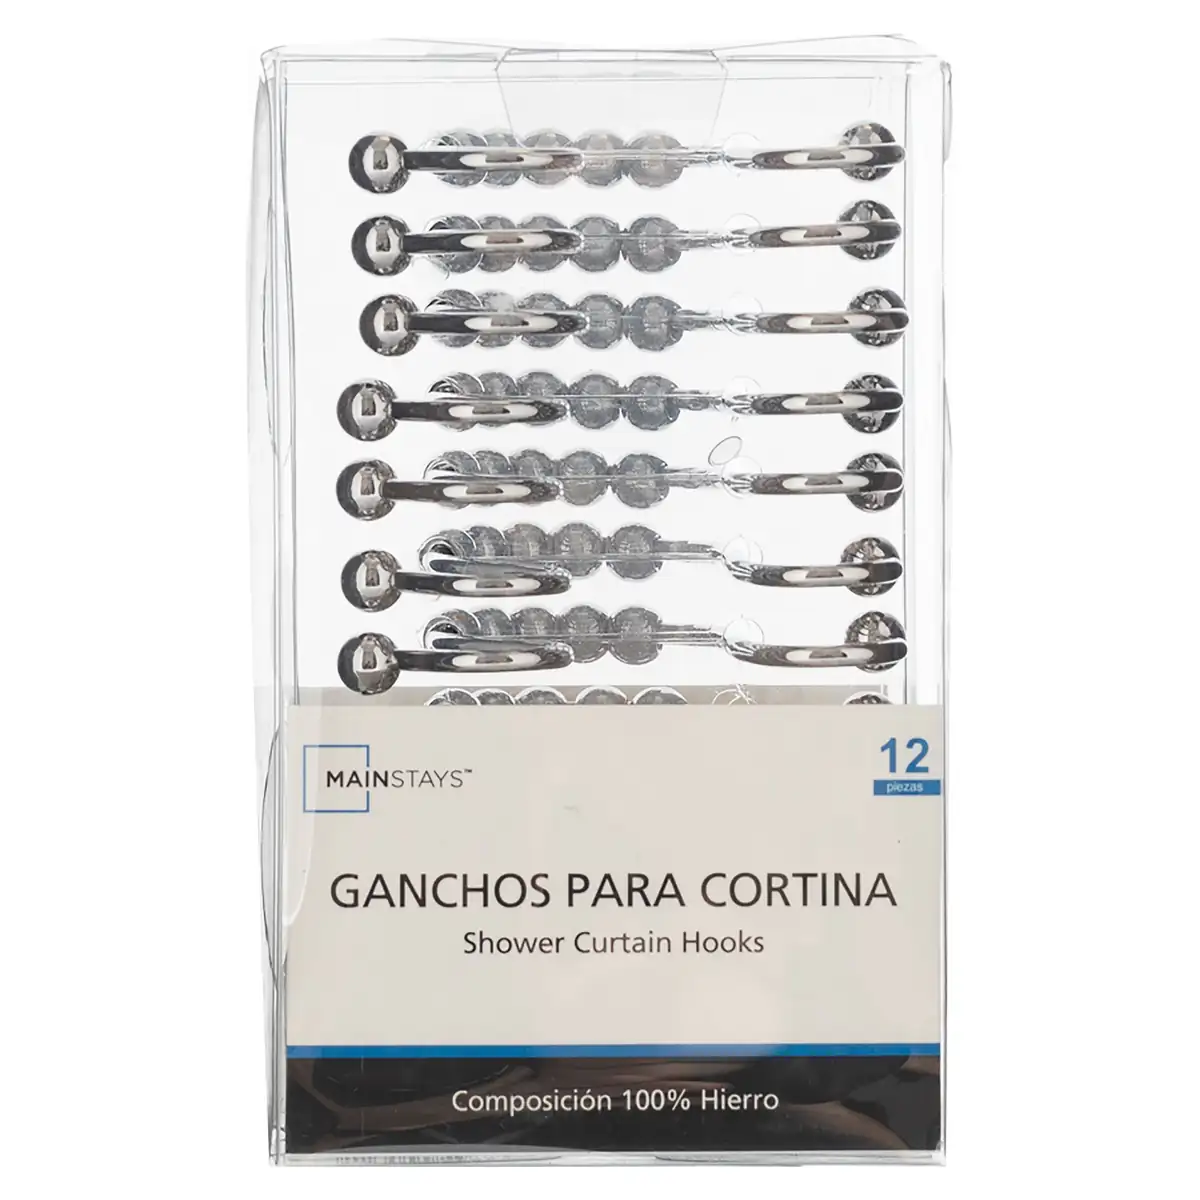 MAINSTAYS™
12
piezas
GANCHOS PARA CORTINA
Shower Curtain Hooks
Composición 100% Hierro